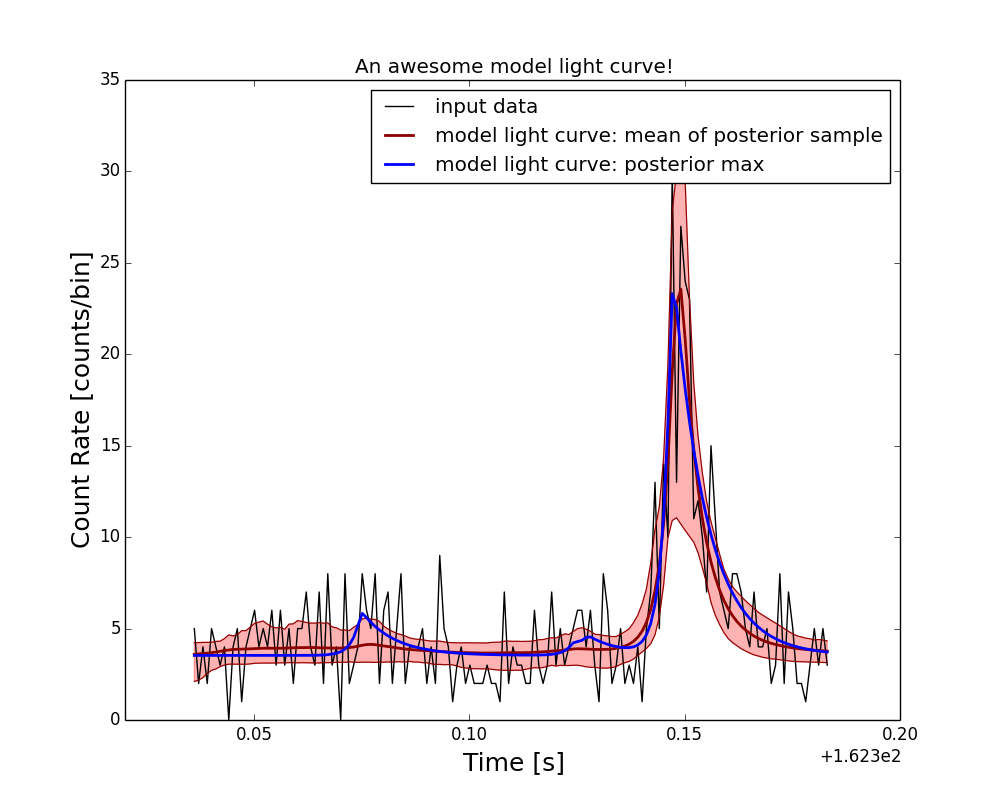 An awesome model light curve!
input data
model light curve: mean of posterior sample
model light curve: posterior max
Count Rate [counts/bin]
35
30
25
20
15
10
5
0
0.05 0.10 0.15 0.20
+1.623e2
Time [s]